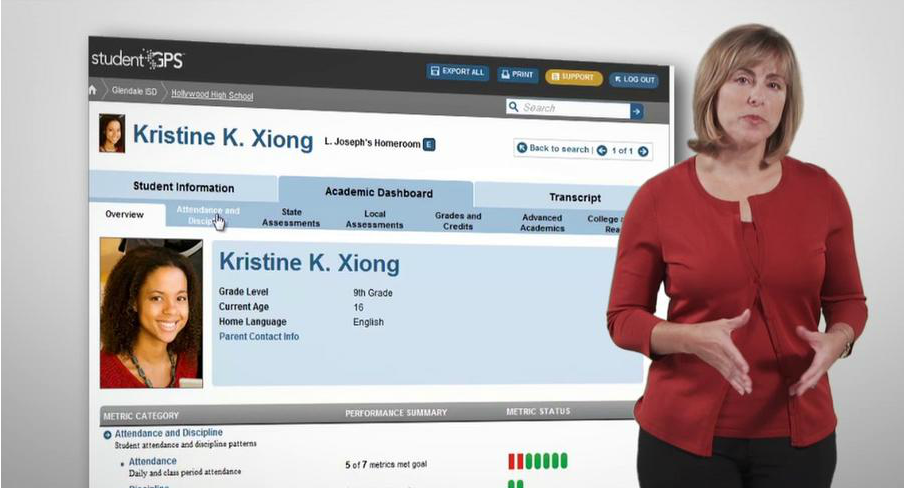 studentGPS
EXPORT ALL
PRINT
SUPPORT
LOG OUT
Glendale ISD
Hollywood High School
Search
Kristine K. Xiong
L. Joseph's Homeroom E
Back to search | 1 of 1
Student Information
Academic Dashboard
Transcript
Overview
Attendance and
State
Assessments
Local
Assessments
Grades and
Credits
Advanced
Academics
College
Kristine K. Xiong
Grade Level 9th Grade
Current Age 16
Home Language English
Parent Contact Info
METRIC CATEGORY PERFORMANCE SUMMARY METRIC STATUS
Attendance and Discipline
Student attendance and discipline patterns
Attendance
Daily and class period attendance
5 of 7 metrics met goal